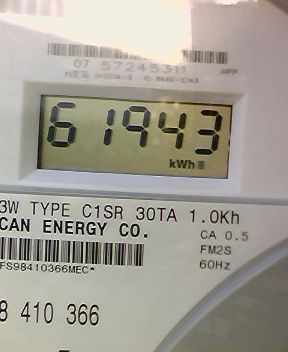 07 57245311
61943
kWh
3W TYPE C1SR 30TA 1.0Kh
CAN ENERGY CO.
CA 0.5
FM2S
FS98410366MEC*
60Hz
8 410 366